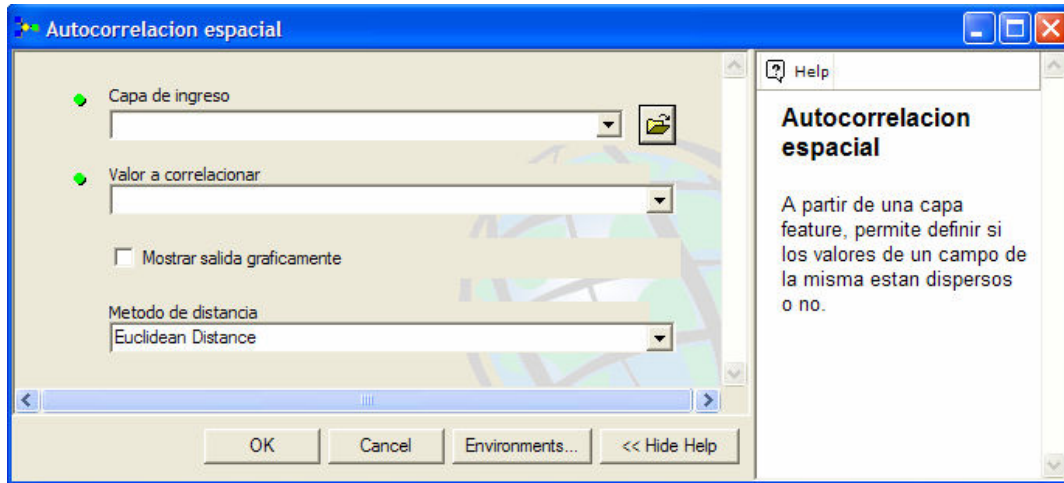 Autocorrelacion espacial
Capa de ingreso
Valor a correlacionar
Mostrar salida graficamente
Metodo de distancia
Euclidean Distance
OK
Cancel
Environments...
<< Hide Help
Help
Autocorrelacion
espacial
A partir de una capa
feature, permite definir si
los valores de un campo de
la misma estan dispersos
o no.